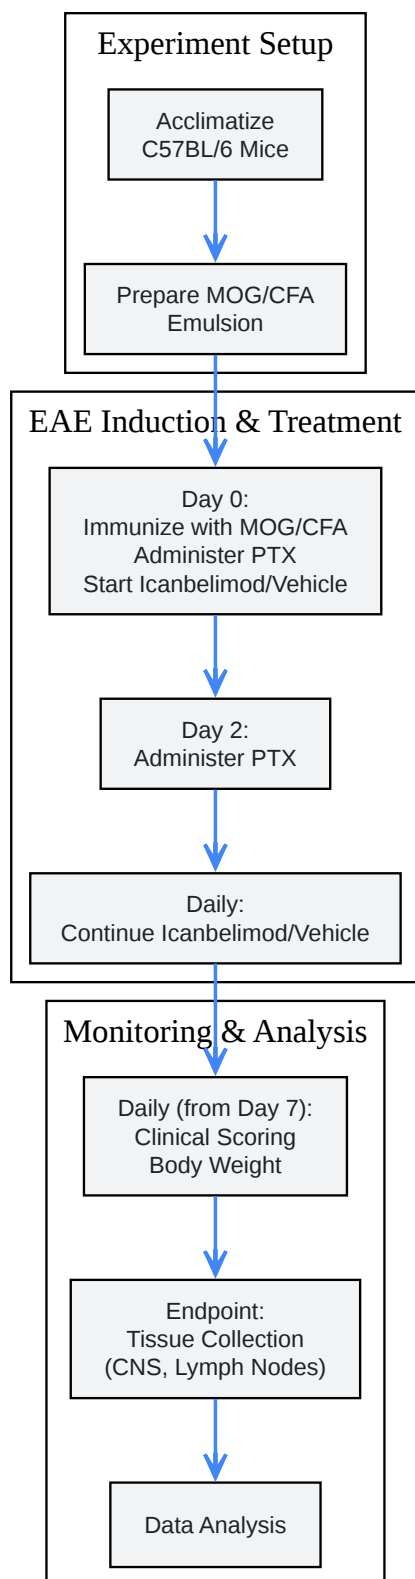 Experiment Setup
Acclimatize
C57BL/6 Mice
Prepare MOG/CFA
Emulsion
EAE Induction & Treatment
Day 0:
Immunize with MOG/CFA
Administer PTX
Start Icanbelimod/Vehicle
Day 2:
Administer PTX
Daily:
Continue Icanbelimod/Vehicle
Monitoring & Analysis
Daily (from Day 7):
Clinical Scoring
Body Weight
Endpoint:
Tissue Collection
(CNS, Lymph Nodes)
Data Analysis